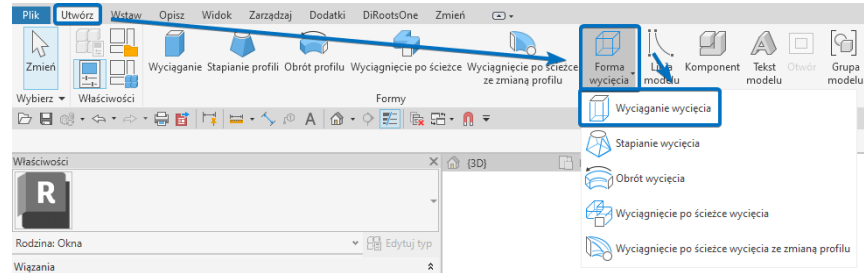 Plik Utwórz Wstaw Opisz Widok Zarządzaj Dodatki DiRootsOne Zmień
Zmień Wyciąganie Stapianie profili Obrót profilu Wyciągnięcie po ścieżce Wyciągnięcie po ścieżce Forma Linia Komponent Tekst Otwór Grupa
ze zmianą profilu wycięcia modelu modelu modelu
Wybierz Właściwości Formy
Wyciąganie wycięcia
Stapianie wycięcia
Właściwości {3D}
Obrót wycięcia
R
Wyciągnięcie po ścieżce wycięcia
Rodzina: Okna Edytuj typ Wyciągnięcie po ścieżce wycięcia ze zmianą profilu
Wiązania